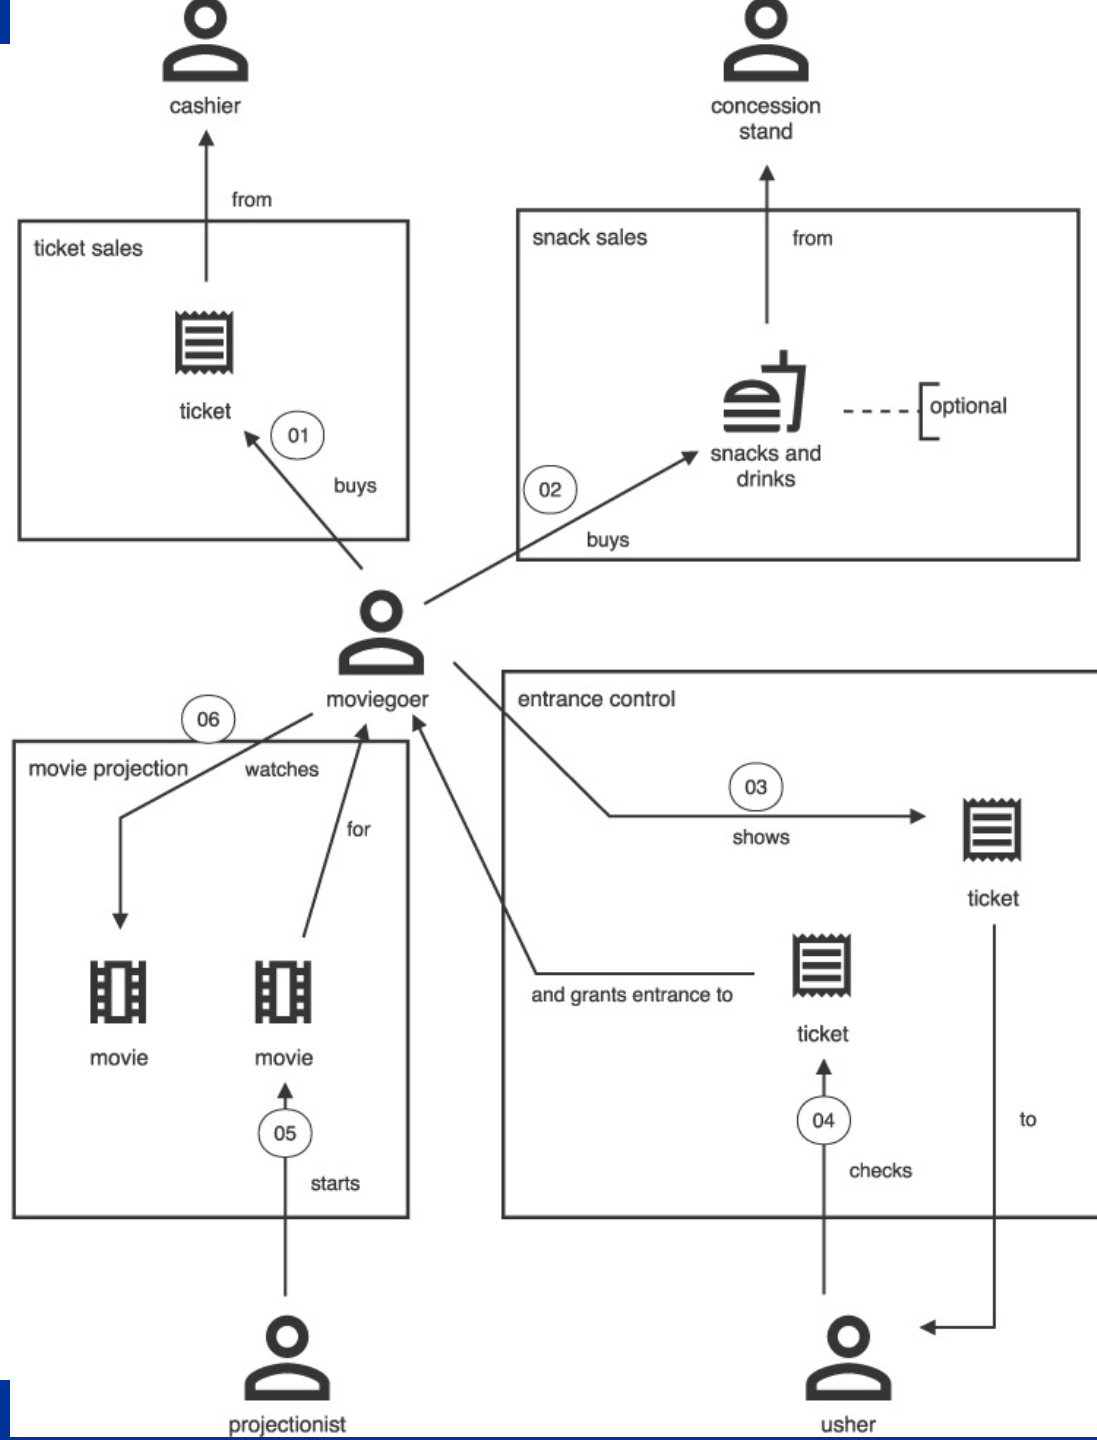 cashier
concession
stand
from
ticket sales
snack sales
from
ticket
01
optional
snacks and
drinks
buys
02
buys
moviegoer
entrance control
06
movie projection
watches
03
for
shows
ticket
and grants entrance to
ticket
movie
movie
04
to
05
checks
starts
projectionist
usher